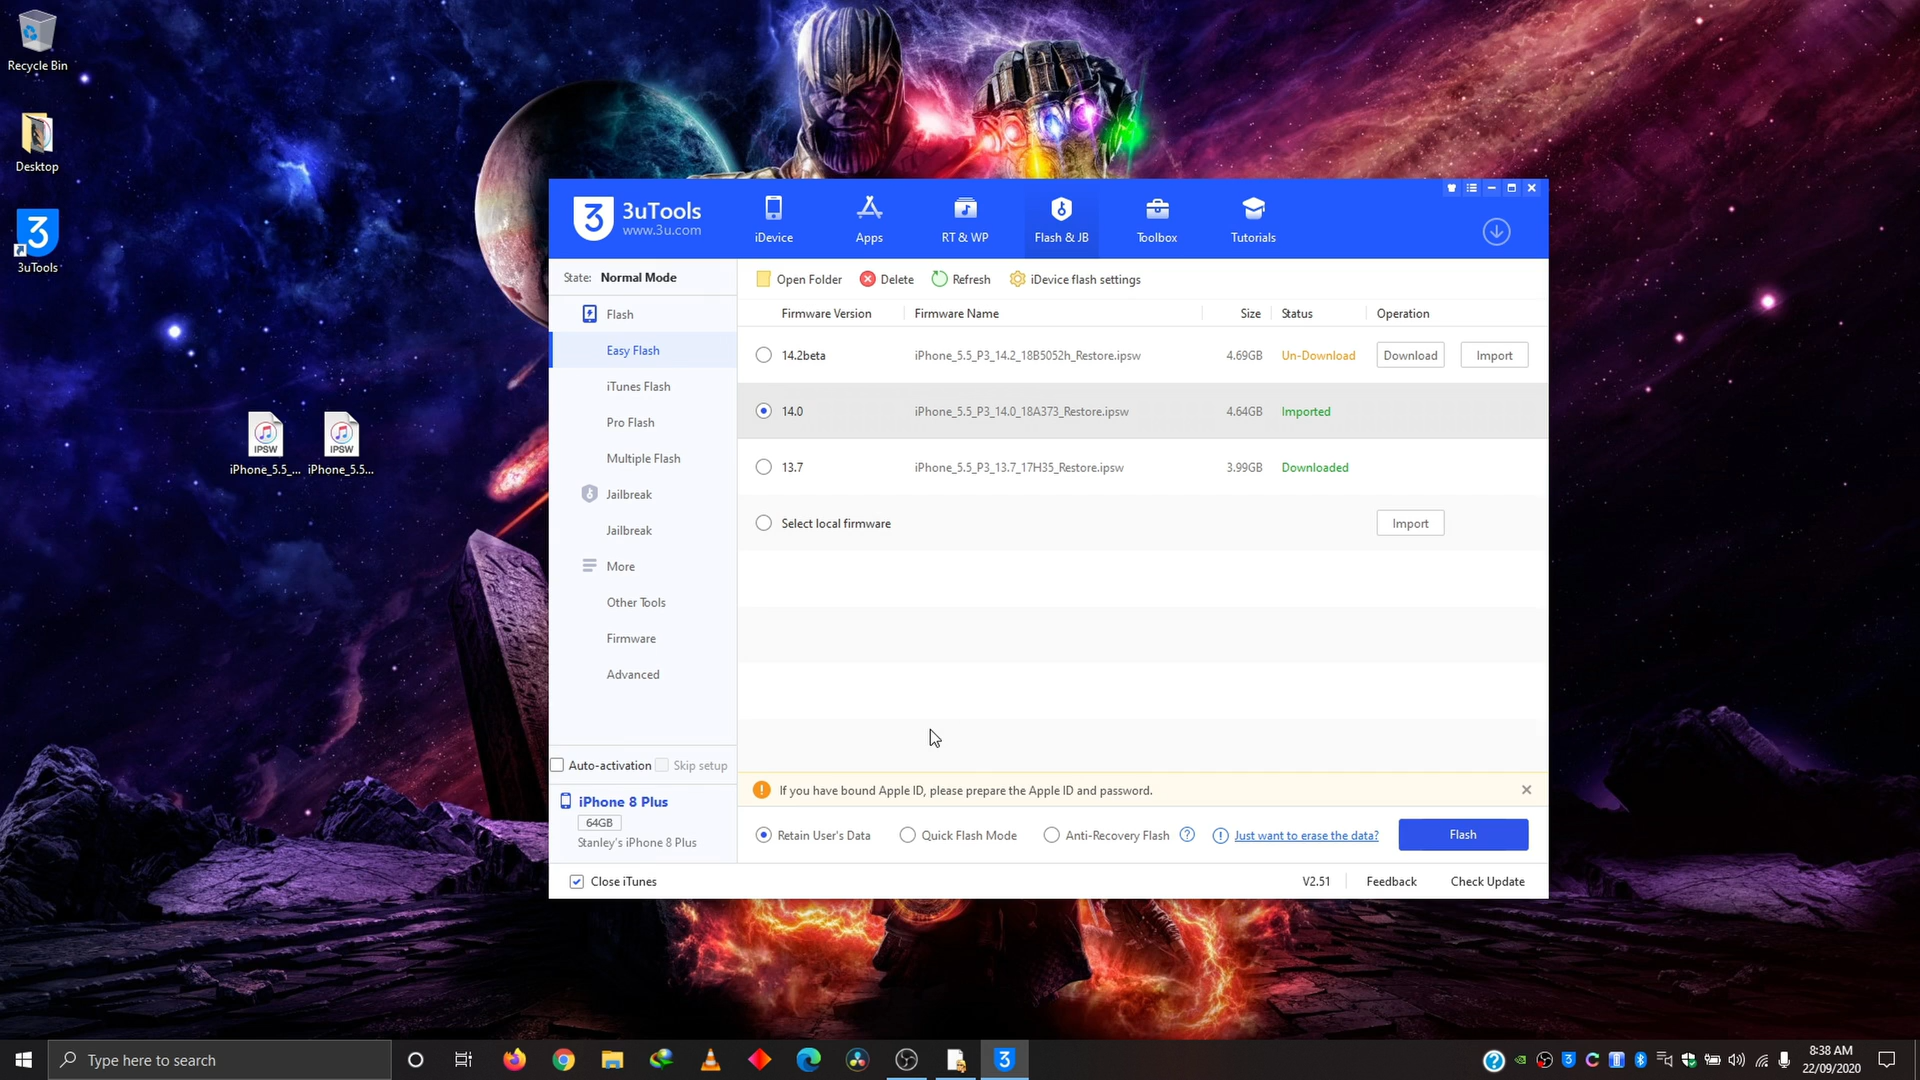 Recycle Bin
Desktop
3uTools
iPhone_5.5_... iPhone_5.5...
IPSW IPSW
3uTools
www.3u.com
iDevice Apps RT & WP Flash & JB Toolbox Tutorials
State: Normal Mode
Flash
Easy Flash
iTunes Flash
Pro Flash
Multiple Flash
Jailbreak
Jailbreak
More
Other Tools
Firmware
Advanced
Auto-activation Skip setup
iPhone 8 Plus
64GB
Stanley's iPhone 8 Plus
Open Folder Delete Refresh iDevice flash settings
Firmware Version Firmware Name Size Status Operation
14.2beta iPhone_5.5_P3_14.2_18B5052h_Restore.ipsw 4.69GB Un-Download Download Import
14.0 iPhone_5.5_P3_14.0_18A373_Restore.ipsw 4.64GB Imported
13.7 iPhone_5.5_P3_13.7_17H35_Restore.ipsw 3.99GB Downloaded
Select local firmware Import
If you have bound Apple ID, please prepare the Apple ID and password.
Retain User's Data Quick Flash Mode Anti-Recovery Flash Just want to erase the data? Flash
Close iTunes V2.51 Feedback Check Update
Type here to search
8:38 AM
22/09/2020